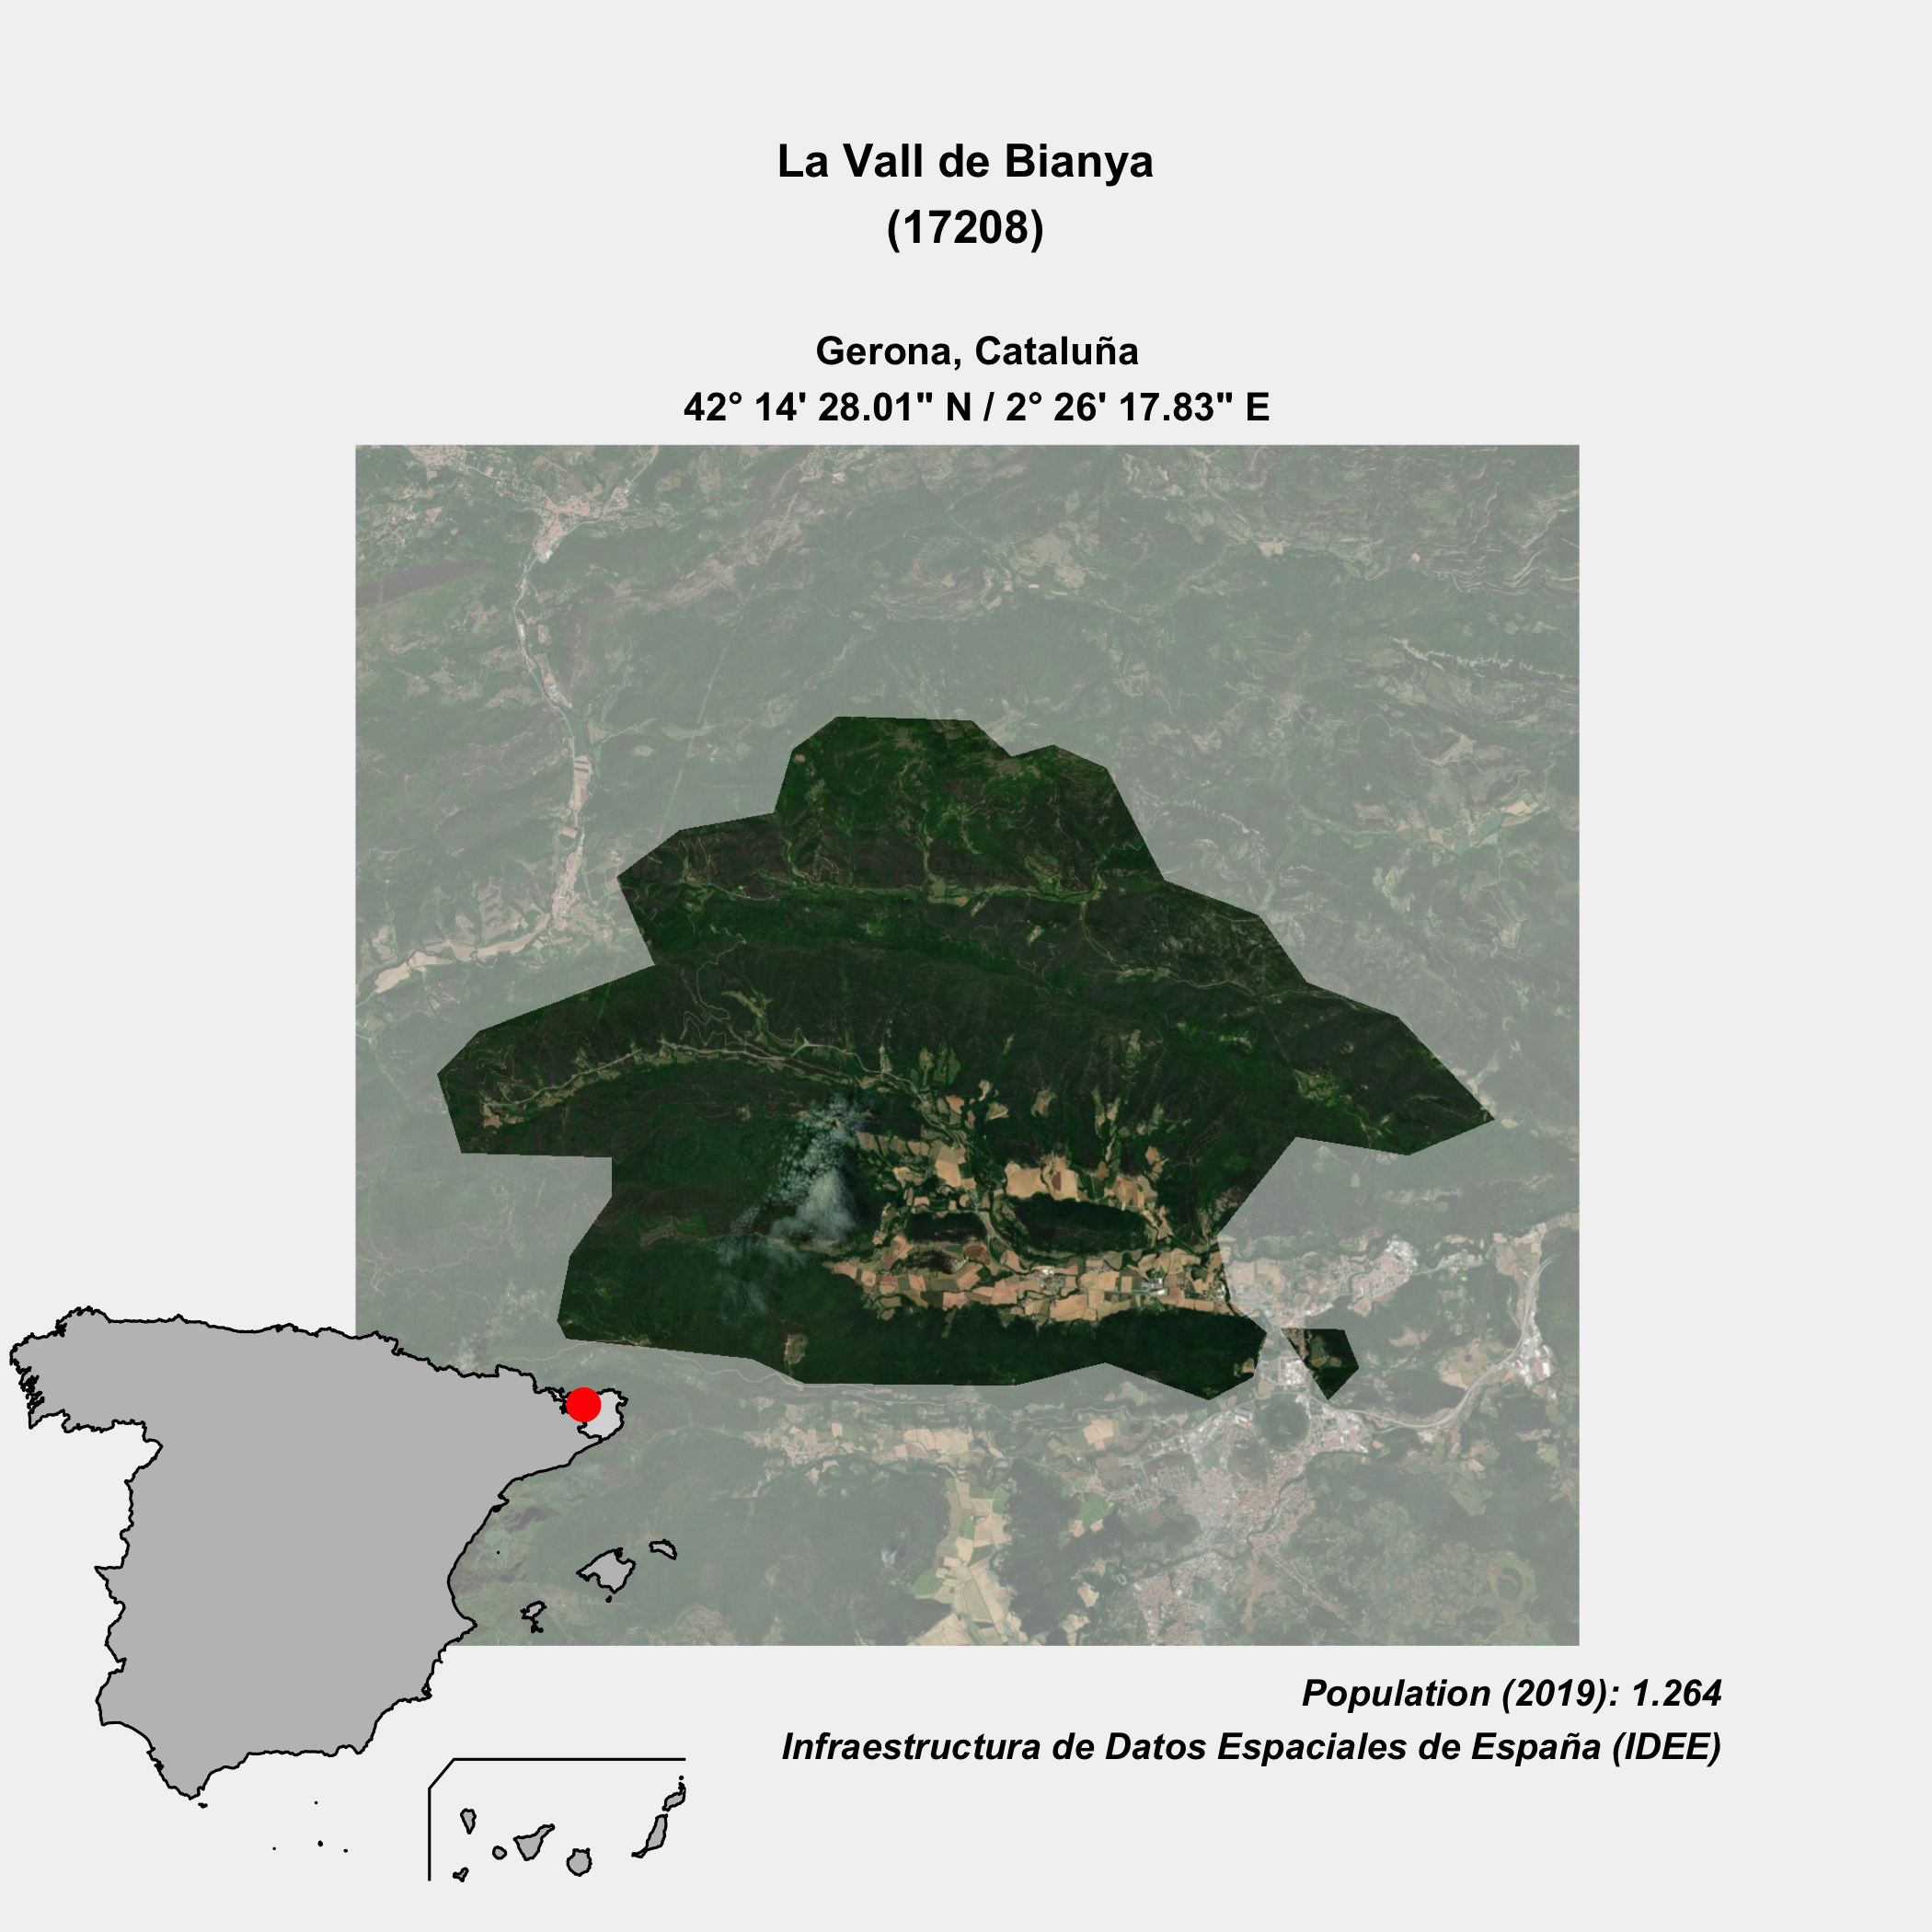 La Vall de Bianya
(17208)
Gerona, Cataluña
42° 14' 28.01" N / 2° 26' 17.83" E
Population (2019): 1.264
Infraestructura de Datos Espaciales de España (IDEE)